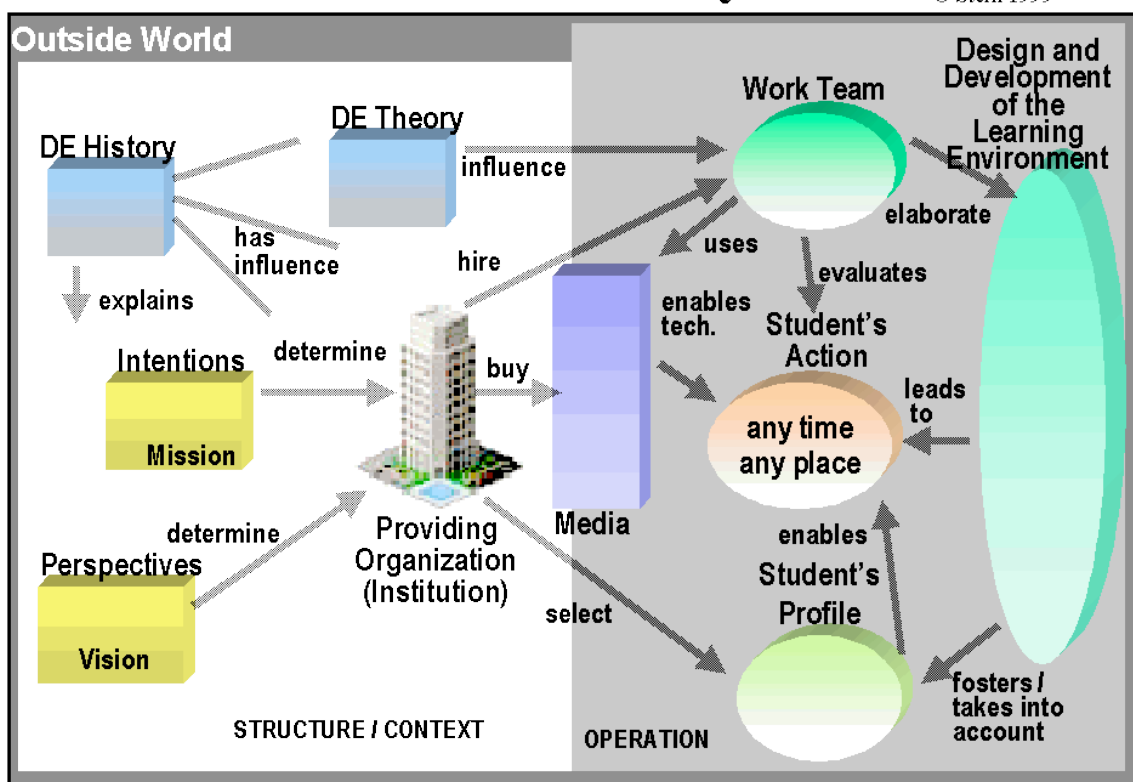 Outside World
DE History
DE Theory
influence
has
influence
explains
Intentions
Mission
determine
determine
Perspectives
Vision
Providing
Organization
(Institution)
hire
buy
select
STRUCTURE / CONTEXT
Work Team
uses
evaluates
elaborate
Design and
Development
of the
Learning
Environment
enables
tech.
Media
Student's
Action
any time
any place
leads
to
enables
Student's
Profile
fosters /
takes into
account
OPERATION